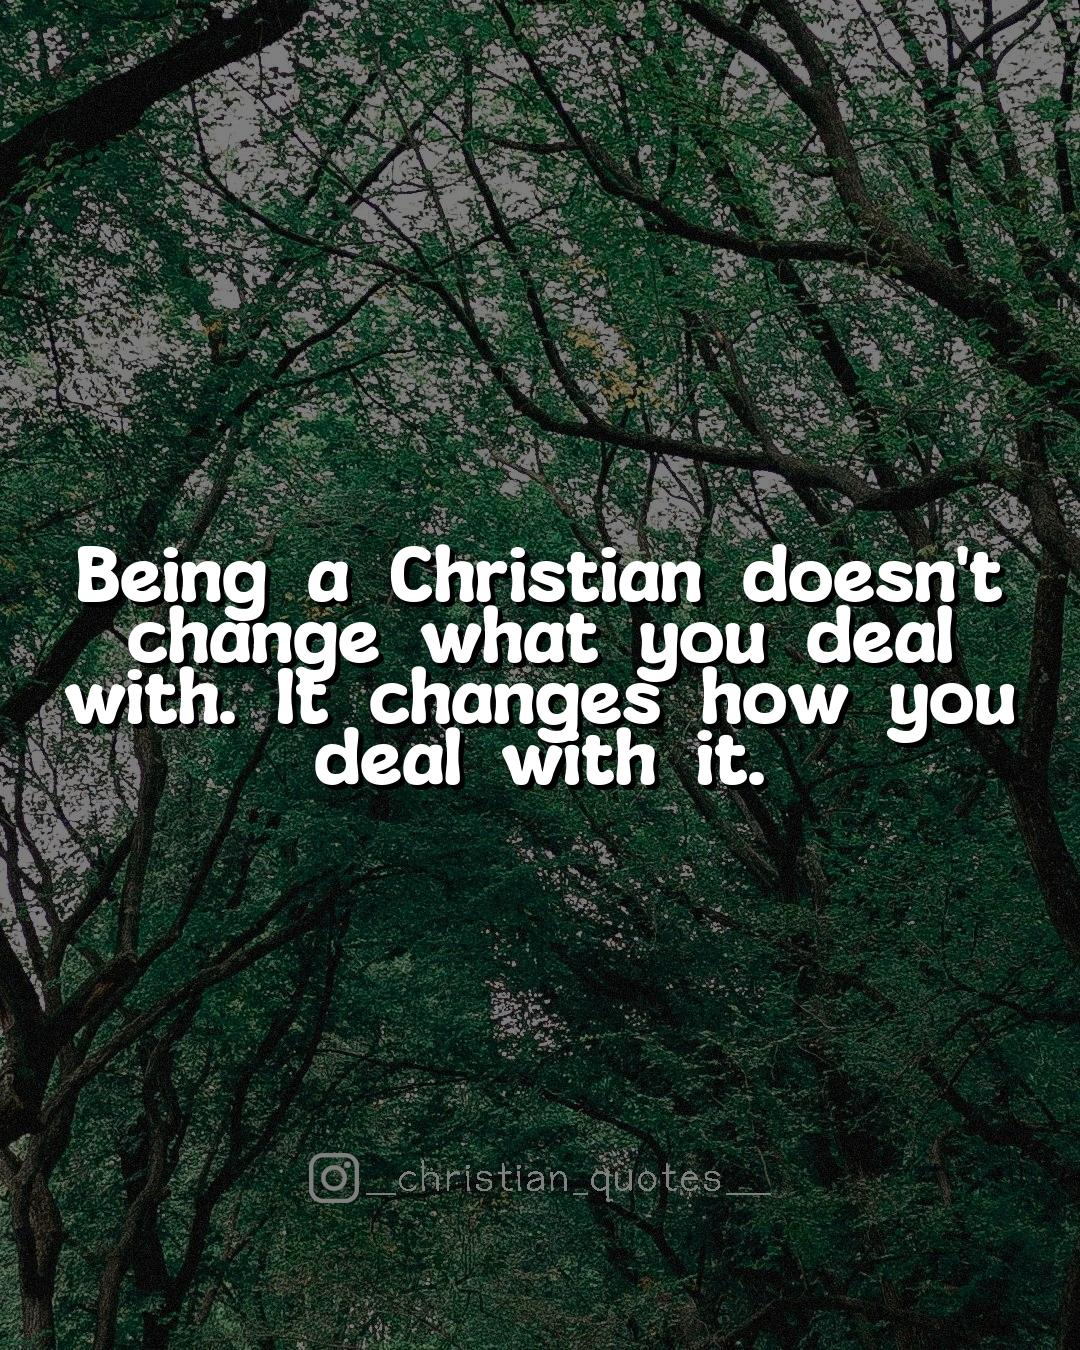 Being a Christian doesn't
change what you deal
with. It changes how you
deal with it.
_christian_quotes__